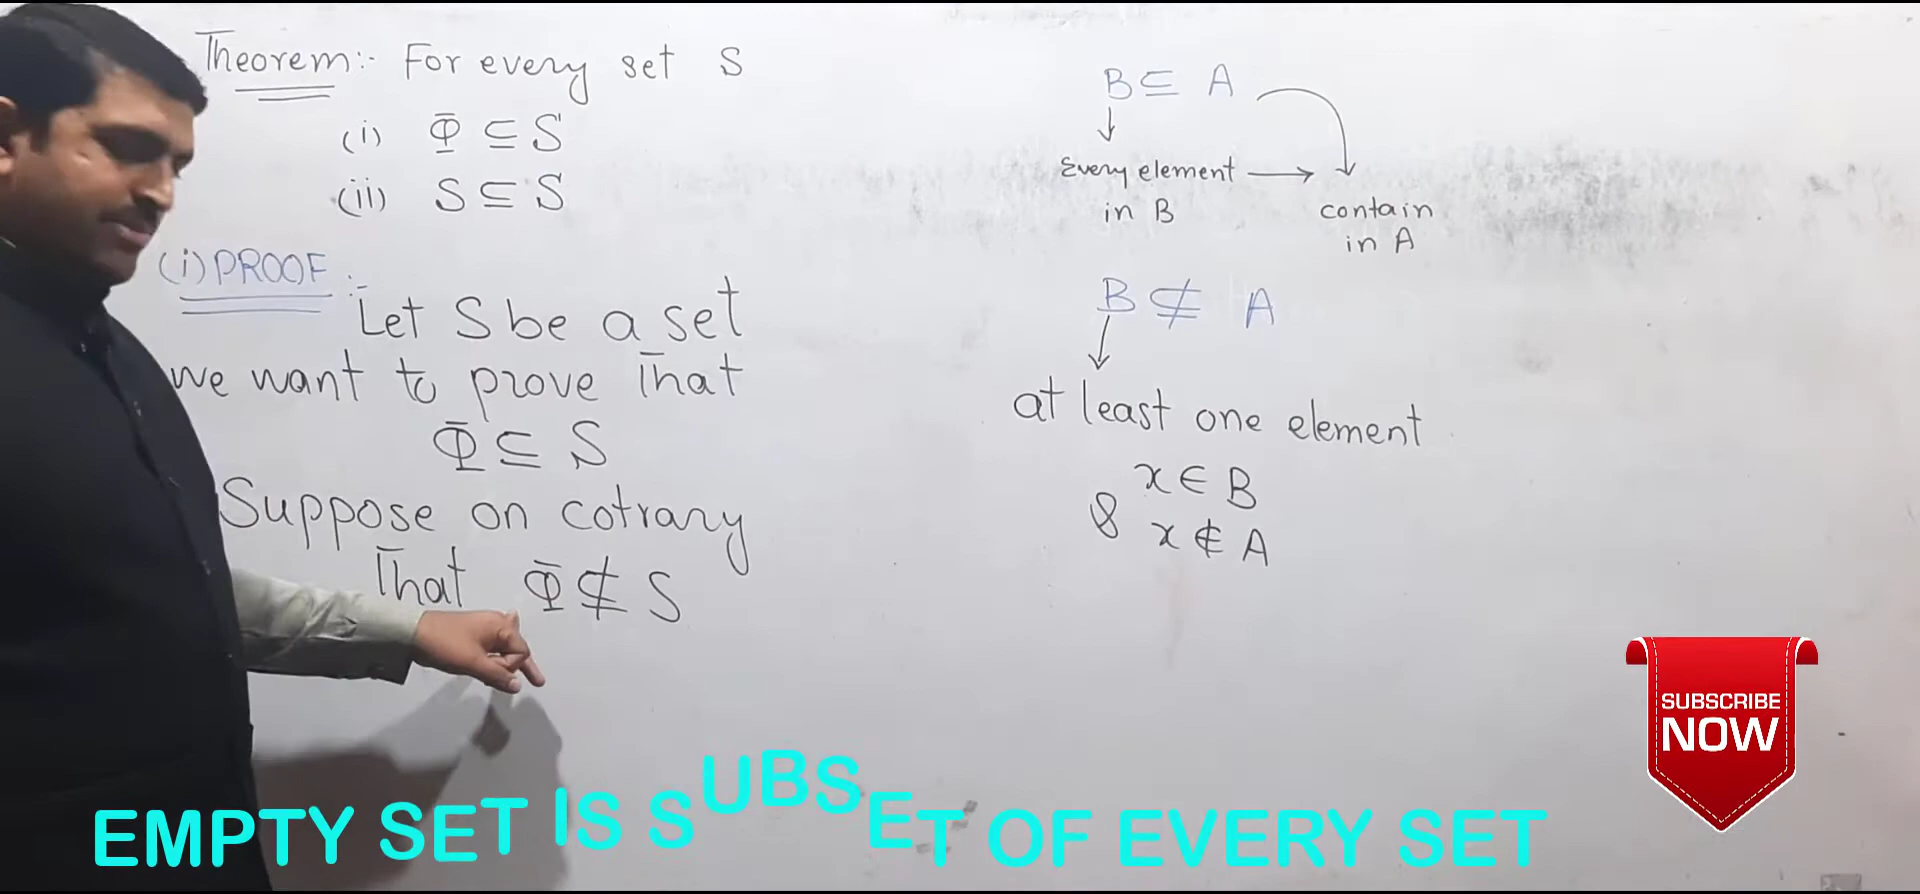 Theorem:- For every set S
(i) Φ ⊆ S
(ii) S ⊆ S
(i) PROOF :-
Let S be a set
we want to prove That
Φ ⊆ S
Suppose on cotrary
That Φ ⊈ S
B ⊆ A
Every element
in B
contain
in A
B ⊈ A
at least one element
x ∈ B
& x ∉ A
SUBSCRIBE
NOW
EMPTY SET IS SUBSET OF EVERY SET